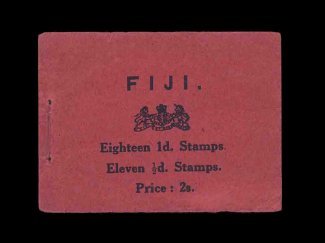 FIJI.
Eighteen 1d. Stamps.
Eleven ½d. Stamps.
Price : 2s.